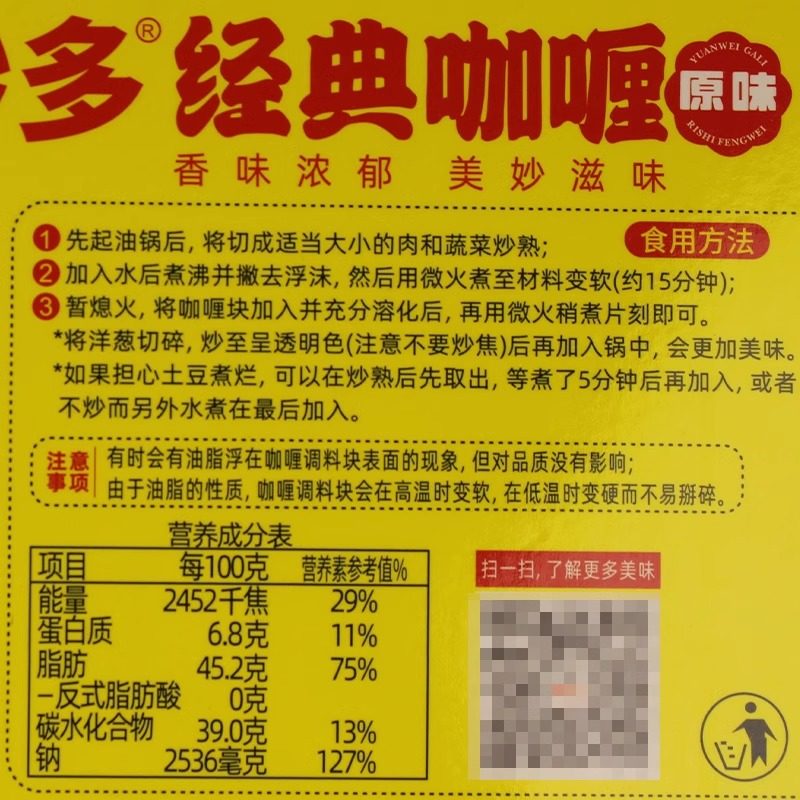 多® 经典咖喱 原味
YUANWEI GALI
RISHI FENGWEI
香味浓郁 美妙滋味
食用方法
1 先起油锅后, 将切成适当大小的肉和蔬菜炒熟;
2 加入水后煮沸并撇去浮沫, 然后用微火煮至材料变软(约15分钟);
3 暂熄火, 将咖喱块加入并充分溶化后, 再用微火稍煮片刻即可。
*将洋葱切碎, 炒至呈透明色(注意不要炒焦)后再加入锅中, 会更加美味。
*如果担心土豆煮烂, 可以在炒熟后先取出, 等煮了5分钟后再加入, 或者
不炒而另外水煮在最后加入。
注意事项
有时会有油脂浮在咖喱调料块表面的现象, 但对品质没有影响;
由于油脂的性质, 咖喱调料块会在高温时变软, 在低温时变硬而不易掰碎。
营养成分表
项目 每100克 营养素参考值%
能量 2452千焦 29%
蛋白质 6.8克 11%
脂肪 45.2克 75%
-反式脂肪酸 0克
碳水化合物 39.0克 13%
钠 2536毫克 127%
扫一扫, 了解更多美味